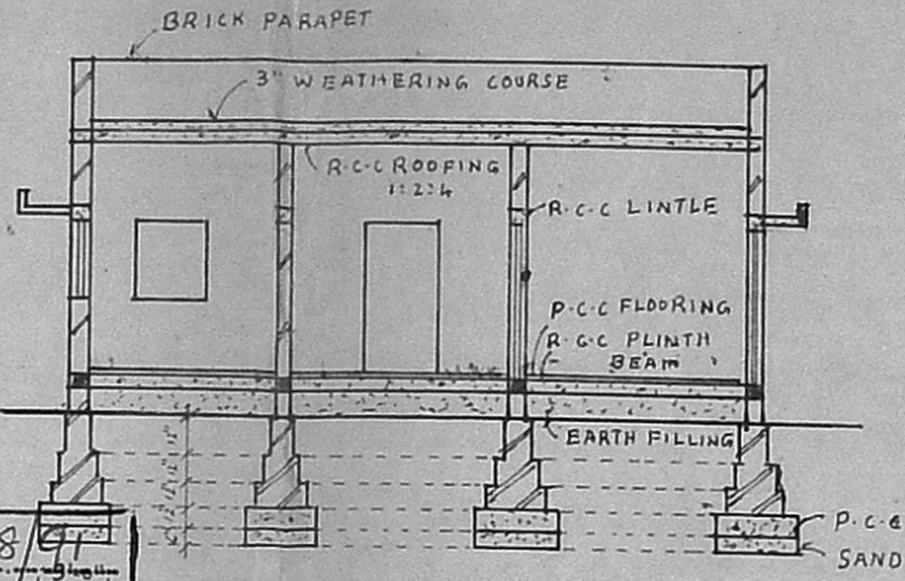 BRICK PARAPET
3" WEATHERING COURSE
R.C.C ROOFING
1:2:4
R.C.C LINTLE
P.C.C FLOORING
R.C.C PLINTH
BEAM
EARTH FILLING
P.C.C
SAND